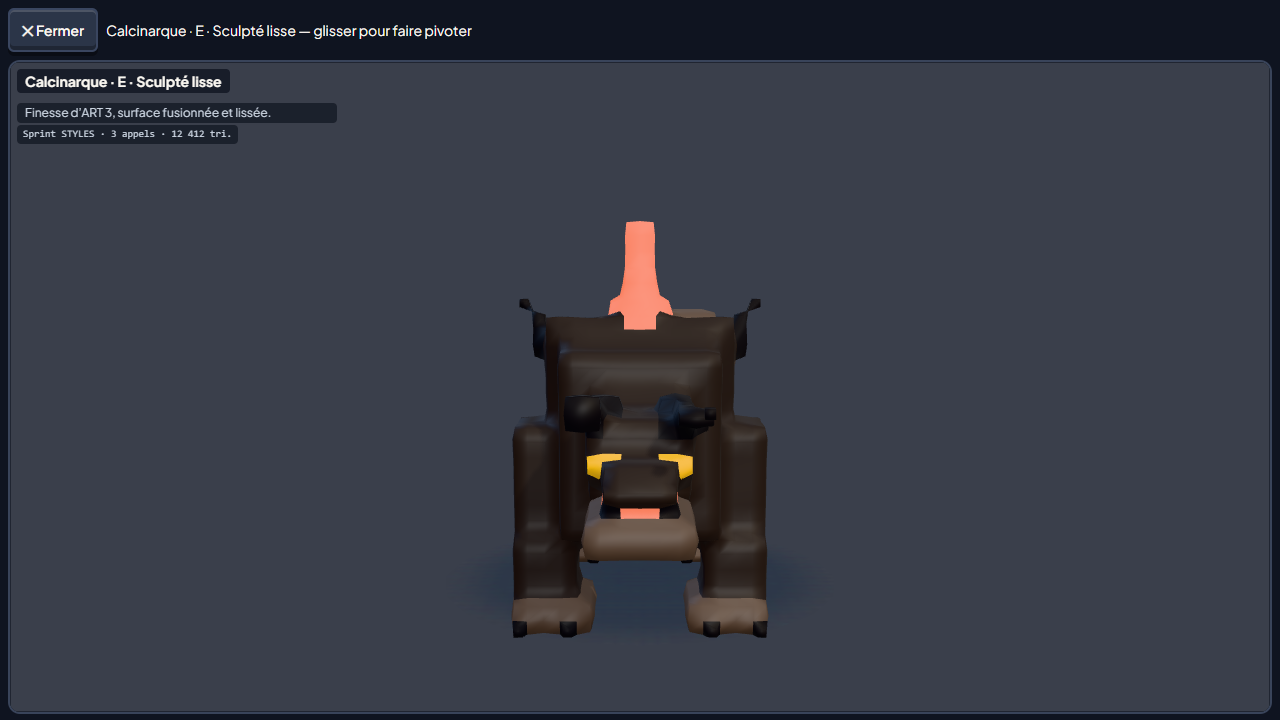 Fermer
Calcinarque · E · Sculpté lisse — glisser pour faire pivoter
Calcinarque · E · Sculpté lisse
Finesse d'ART 3, surface fusionnée et lissée.
Sprint STYLES · 3 appels · 12 412 tri.